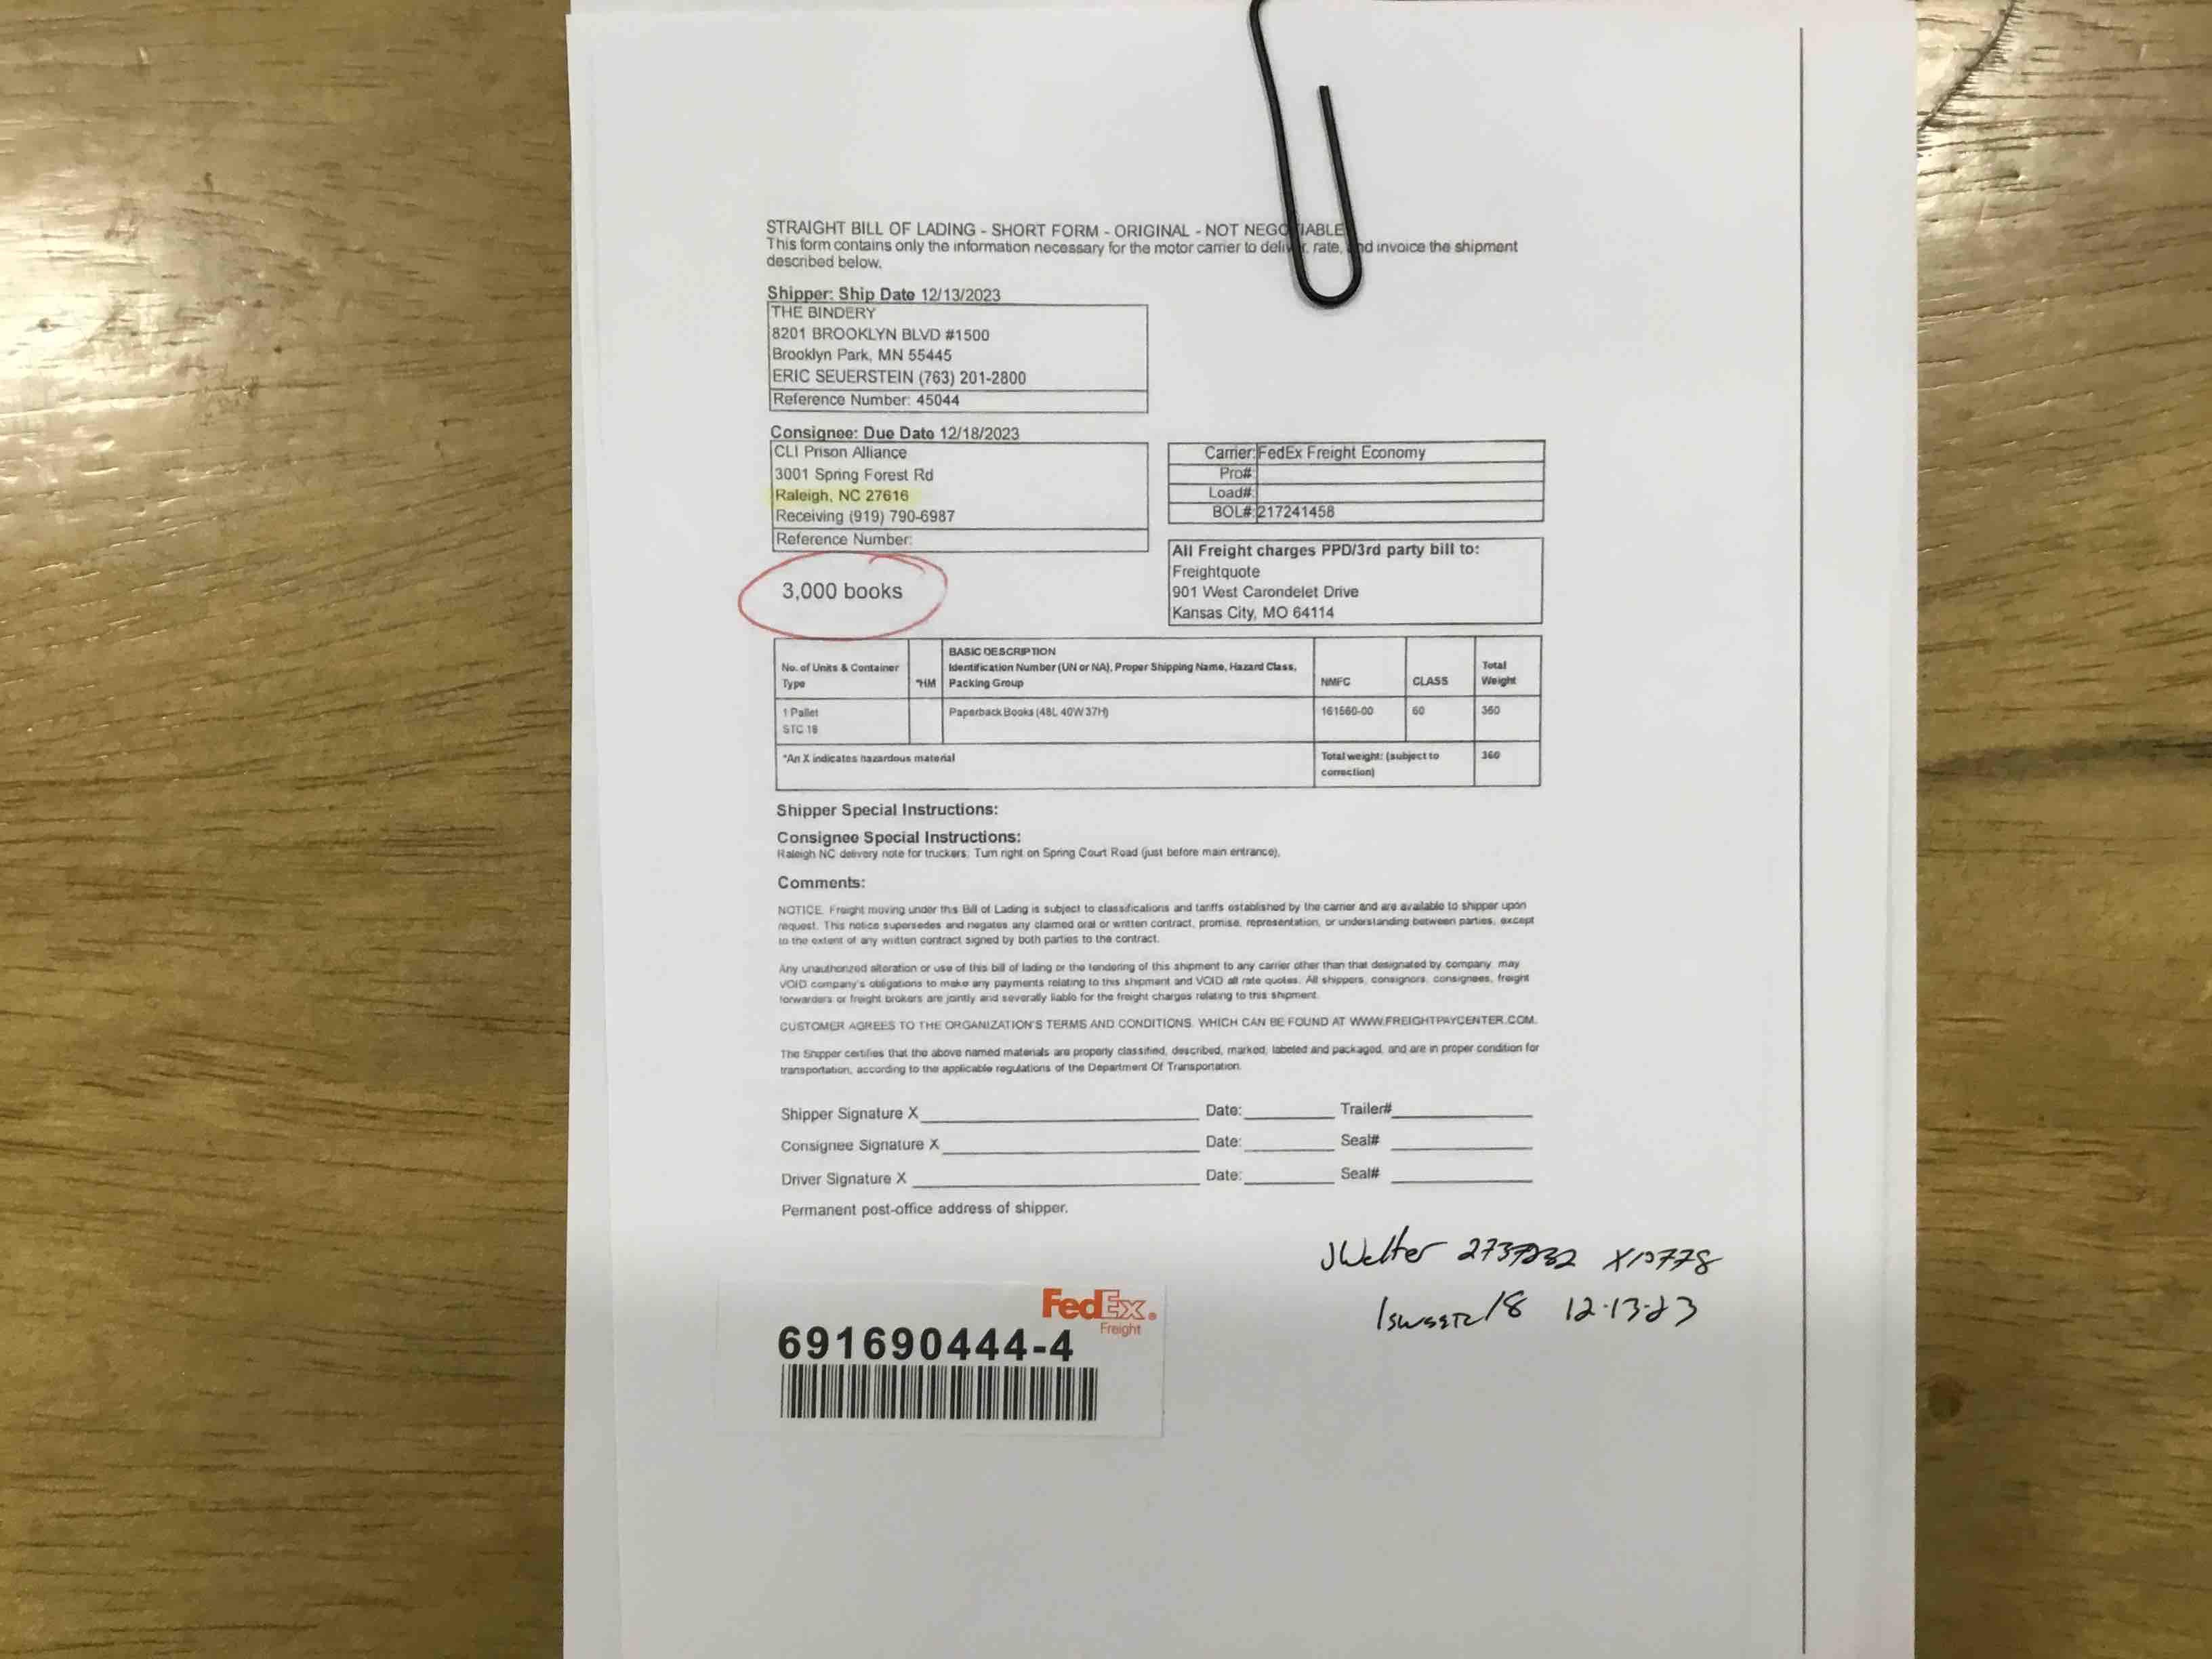 STRAIGHT BILL OF LADING - SHORT FORM - ORIGINAL - NOT NEGOTIABLE
This form contains only the information necessary for the motor carrier to deliver, rate, and invoice the shipment
described below.
Shipper: Ship Date 12/13/2023
THE BINDERY
8201 BROOKLYN BLVD #1500
Brooklyn Park, MN 55445
ERIC SEUERSTEIN (763) 201-2800
Reference Number: 45044
Consignee: Due Date 12/18/2023
CLI Prison Alliance
3001 Spring Forest Rd
Raleigh, NC 27616
Receiving (919) 790-6987
Reference Number:
Carrier: FedEx Freight Economy
Pro#:
Load#:
BOL#: 217241458
All Freight charges PPD/3rd party bill to:
Freightquote
901 West Carondelet Drive
Kansas City, MO 64114
3,000 books
No. of Units & Container Type *HM BASIC DESCRIPTION Identification Number (UN or NA), Proper Shipping Name, Hazard Class, Packing Group NMFC CLASS Total Weight
1 Pallet STC 18 Paperback Books (48L 40W 37H) 161560-00 60 360
*An X indicates hazardous material Total weight: (subject to correction) 360
Shipper Special Instructions:
Consignee Special Instructions:
Raleigh NC delivery note for truckers: Turn right on Spring Court Road (just before main entrance).
Comments:
NOTICE. Freight moving under this Bill of Lading is subject to classifications and tariffs established by the carrier and are available to shipper upon
request. This notice supersedes and negates any claimed oral or written contract, promise, representation, or understanding between parties, except
to the extent of any written contract signed by both parties to the contract.
Any unauthorized alteration or use of this bill of lading or the tendering of this shipment to any carrier other than that designated by company, may
VOID company's obligations to make any payments relating to this shipment and VOID all rate quotes. All shippers, consignors, consignees, freight
forwarders or freight brokers are jointly and severally liable for the freight charges relating to this shipment.
CUSTOMER AGREES TO THE ORGANIZATION'S TERMS AND CONDITIONS, WHICH CAN BE FOUND AT WWW.FREIGHTPAYCENTER.COM.
The Shipper certifies that the above named materials are properly classified, described, marked, labeled and packaged, and are in proper condition for
transportation, according to the applicable regulations of the Department Of Transportation.
Shipper Signature X Date: Trailer#
Consignee Signature X Date: Seal#
Driver Signature X Date: Seal#
Permanent post-office address of shipper.
JWelter
18 12-13-23
FedEx
Freight
691690444-4